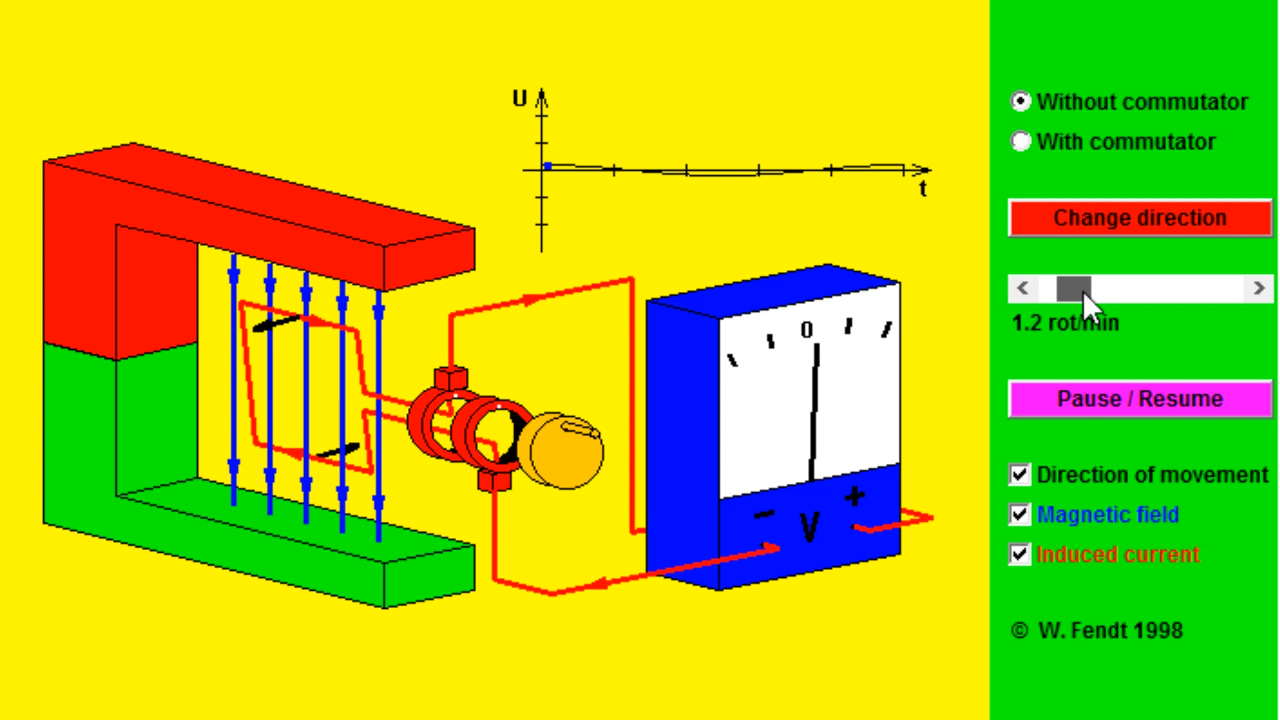 U
t
0
− +
V
Without commutator
With commutator
Change direction
1.2 rot/min
Pause / Resume
Direction of movement
Magnetic field
Induced current
© W. Fendt 1998